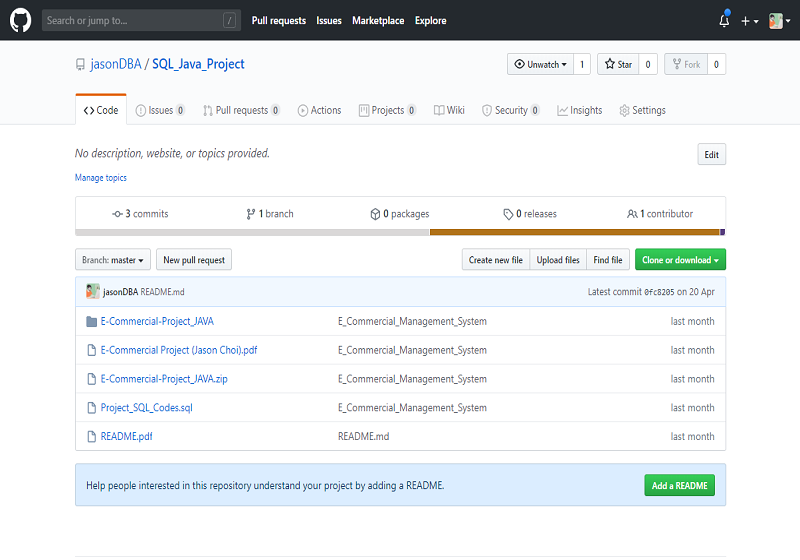 Search or jump to... /
Pull requests Issues Marketplace Explore
jasonDBA / SQL_Java_Project
Unwatch 1 Star 0 Fork 0
Code Issues 0 Pull requests 0 Actions Projects 0 Wiki Security 0 Insights Settings
No description, website, or topics provided.
Edit
Manage topics
3 commits 1 branch 0 packages 0 releases 1 contributor
Branch: master New pull request Create new file Upload files Find file Clone or download
jasonDBA README.md Latest commit 0fc8205 on 20 Apr
E-Commercial-Project_JAVA E_Commercial_Management_System last month
E-Commercial Project (Jason Choi).pdf E_Commercial_Management_System last month
E-Commercial-Project_JAVA.zip E_Commercial_Management_System last month
Project_SQL_Codes.sql E_Commercial_Management_System last month
README.pdf README.md last month
Help people interested in this repository understand your project by adding a README. Add a README